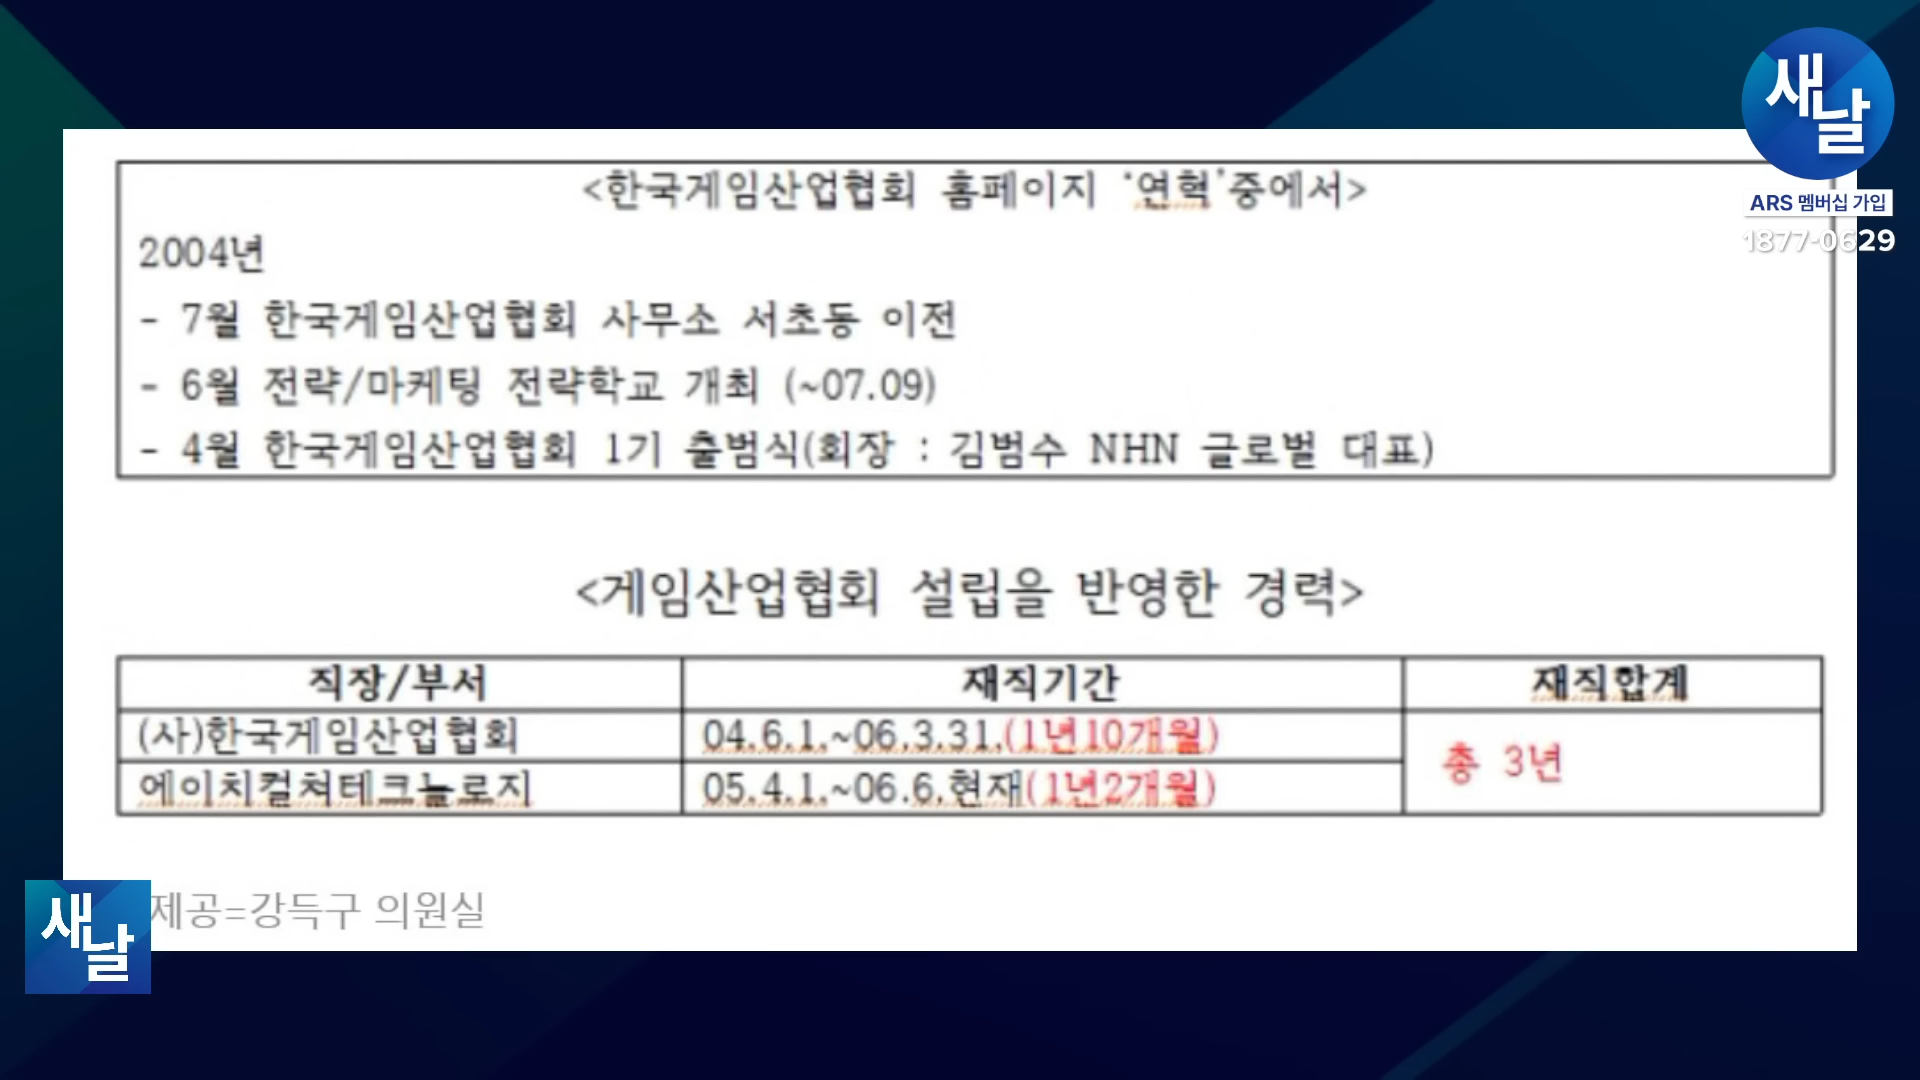 새날
ARS 멤버십 가입
1877-0629
<한국게임산업협회 홈페이지 ‘연혁’중에서>
2004년
- 7월 한국게임산업협회 사무소 서초동 이전
- 6월 전략/마케팅 전략학교 개최 (~07.09)
- 4월 한국게임산업협회 1기 출범식(회장 : 김범수 NHN 글로벌 대표)
<게임산업협회 설립을 반영한 경력>
직장/부서 재직기간 재직합계
(사)한국게임산업협회 04.6.1.~06.3.31.(1년10개월) 총 3년
에이치컬쳐테크놀로지 05.4.1.~06.6.현재(1년2개월)
제공=강득구 의원실
새날